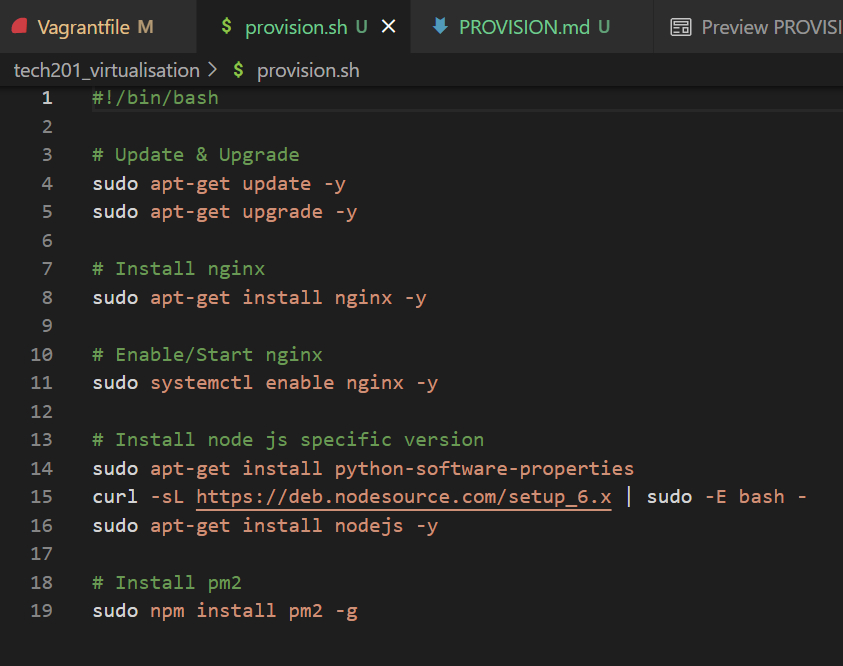 Vagrantfile M
$ provision.sh U ×
PROVISION.md U
Preview PROVISI
tech201_virtualisation > $ provision.sh
1 #!/bin/bash
2
3 # Update & Upgrade
4 sudo apt-get update -y
5 sudo apt-get upgrade -y
6
7 # Install nginx
8 sudo apt-get install nginx -y
9
10 # Enable/Start nginx
11 sudo systemctl enable nginx -y
12
13 # Install node js specific version
14 sudo apt-get install python-software-properties
15 curl -sL https://deb.nodesource.com/setup_6.x | sudo -E bash -
16 sudo apt-get install nodejs -y
17
18 # Install pm2
19 sudo npm install pm2 -g